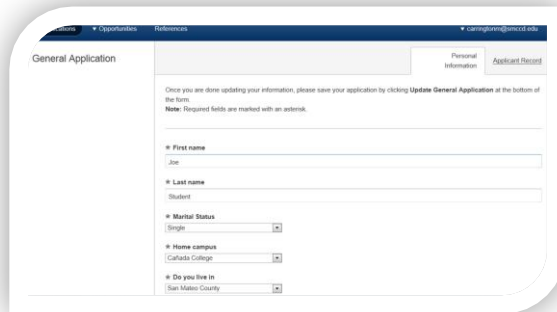 ▾ Opportunities References ▾ carringtonm@smccd.edu
General Application
Personal Information
Applicant Record
Once you are done updating your information, please save your application by clicking Update General Application at the bottom of
the form.
Note: Required fields are marked with an asterisk.
* First name
Joe
* Last name
Student
* Marital Status
Single
* Home campus
Cañada College
* Do you live in
San Mateo County